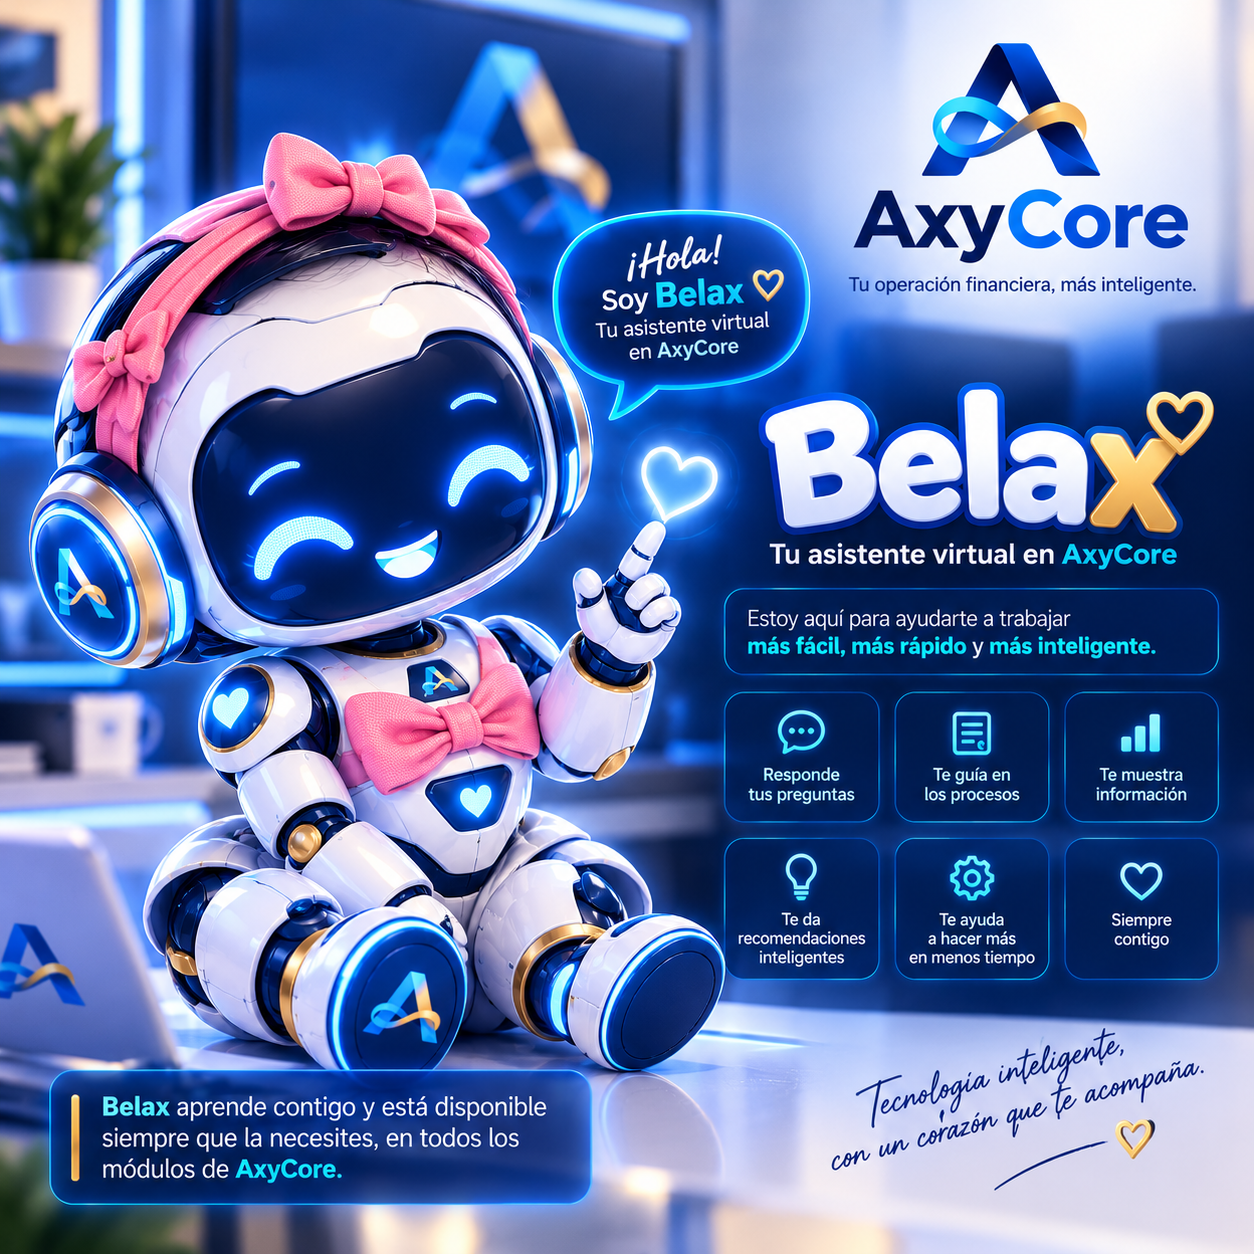 AxyCore
Tu operación financiera, más inteligente.
¡Hola!
Soy Belax
Tu asistente virtual
en AxyCore
Belax
Tu asistente virtual en AxyCore
Estoy aquí para ayudarte a trabajar
más fácil, más rápido y más inteligente.
Responde
tus preguntas
Te guía en
los procesos
Te muestra
información
Te da
recomendaciones
inteligentes
Te ayuda
a hacer más
en menos tiempo
Siempre
contigo
Belax aprende contigo y está disponible
siempre que la necesites, en todos los
módulos de AxyCore.
Tecnología inteligente,
con un corazón que te acompaña.